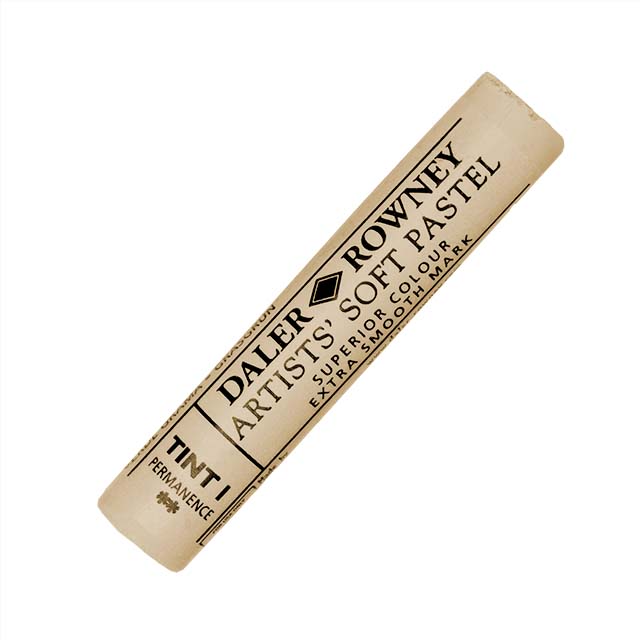 DALER ROWNEY
ARTISTS' SOFT PASTEL
SUPERIOR COLOUR
EXTRA SMOOTH MARK
TINT 1
PERMANENCE